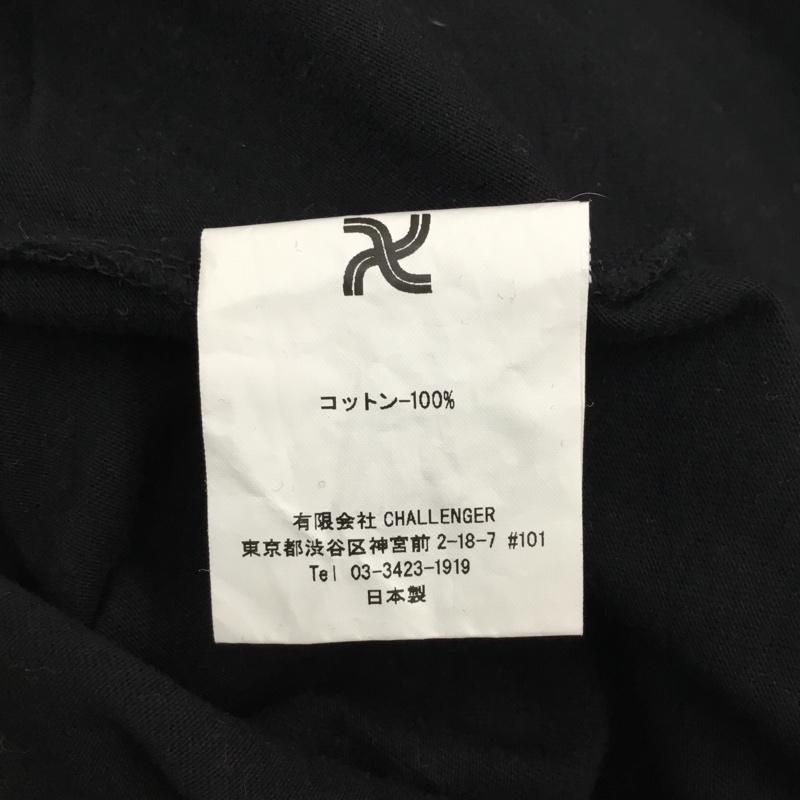 コットン-100%
有限会社 CHALLENGER
東京都渋谷区神宮前 2-18-7 #101
Tel 03-3423-1919
日本製